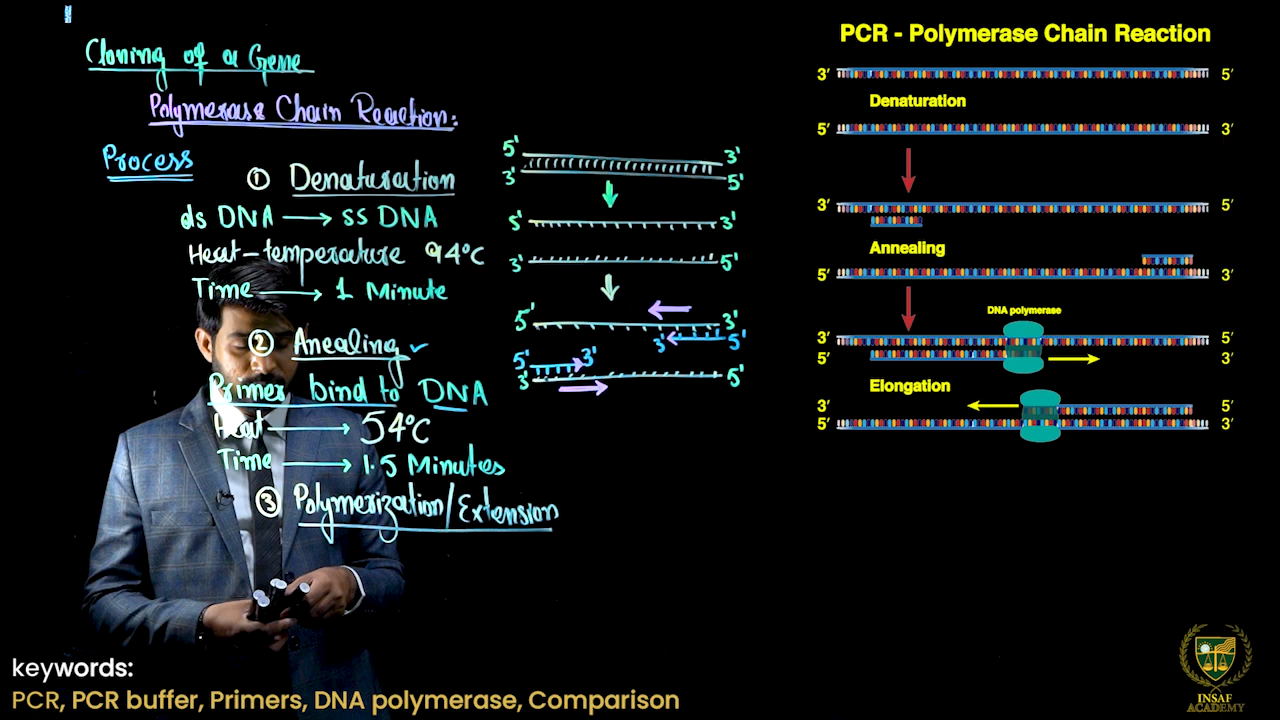 Cloning of a Gene
Polymerase Chain Reaction:
Process
① Denaturation
ds DNA → ss DNA
Heat-temperature 94°C
Time → 1 Minute
② Anealing ✓
Primer bind to DNA
Heat → 54°C
Time → 1.5 Minutes
③ Polymerization/Extension
5' 3'
3' 5'
5' 3'
3' 5'
5' 3'
3' 5'
5' 3'
3' 5'
PCR - Polymerase Chain Reaction
3' 5'
Denaturation
5' 3'
3' 5'
Annealing
5' 3'
DNA polymerase
3' 5'
5' 3'
Elongation
3' 5'
5' 3'
keywords:
PCR, PCR buffer, Primers, DNA polymerase, Comparison
INSAF
ACADEMY